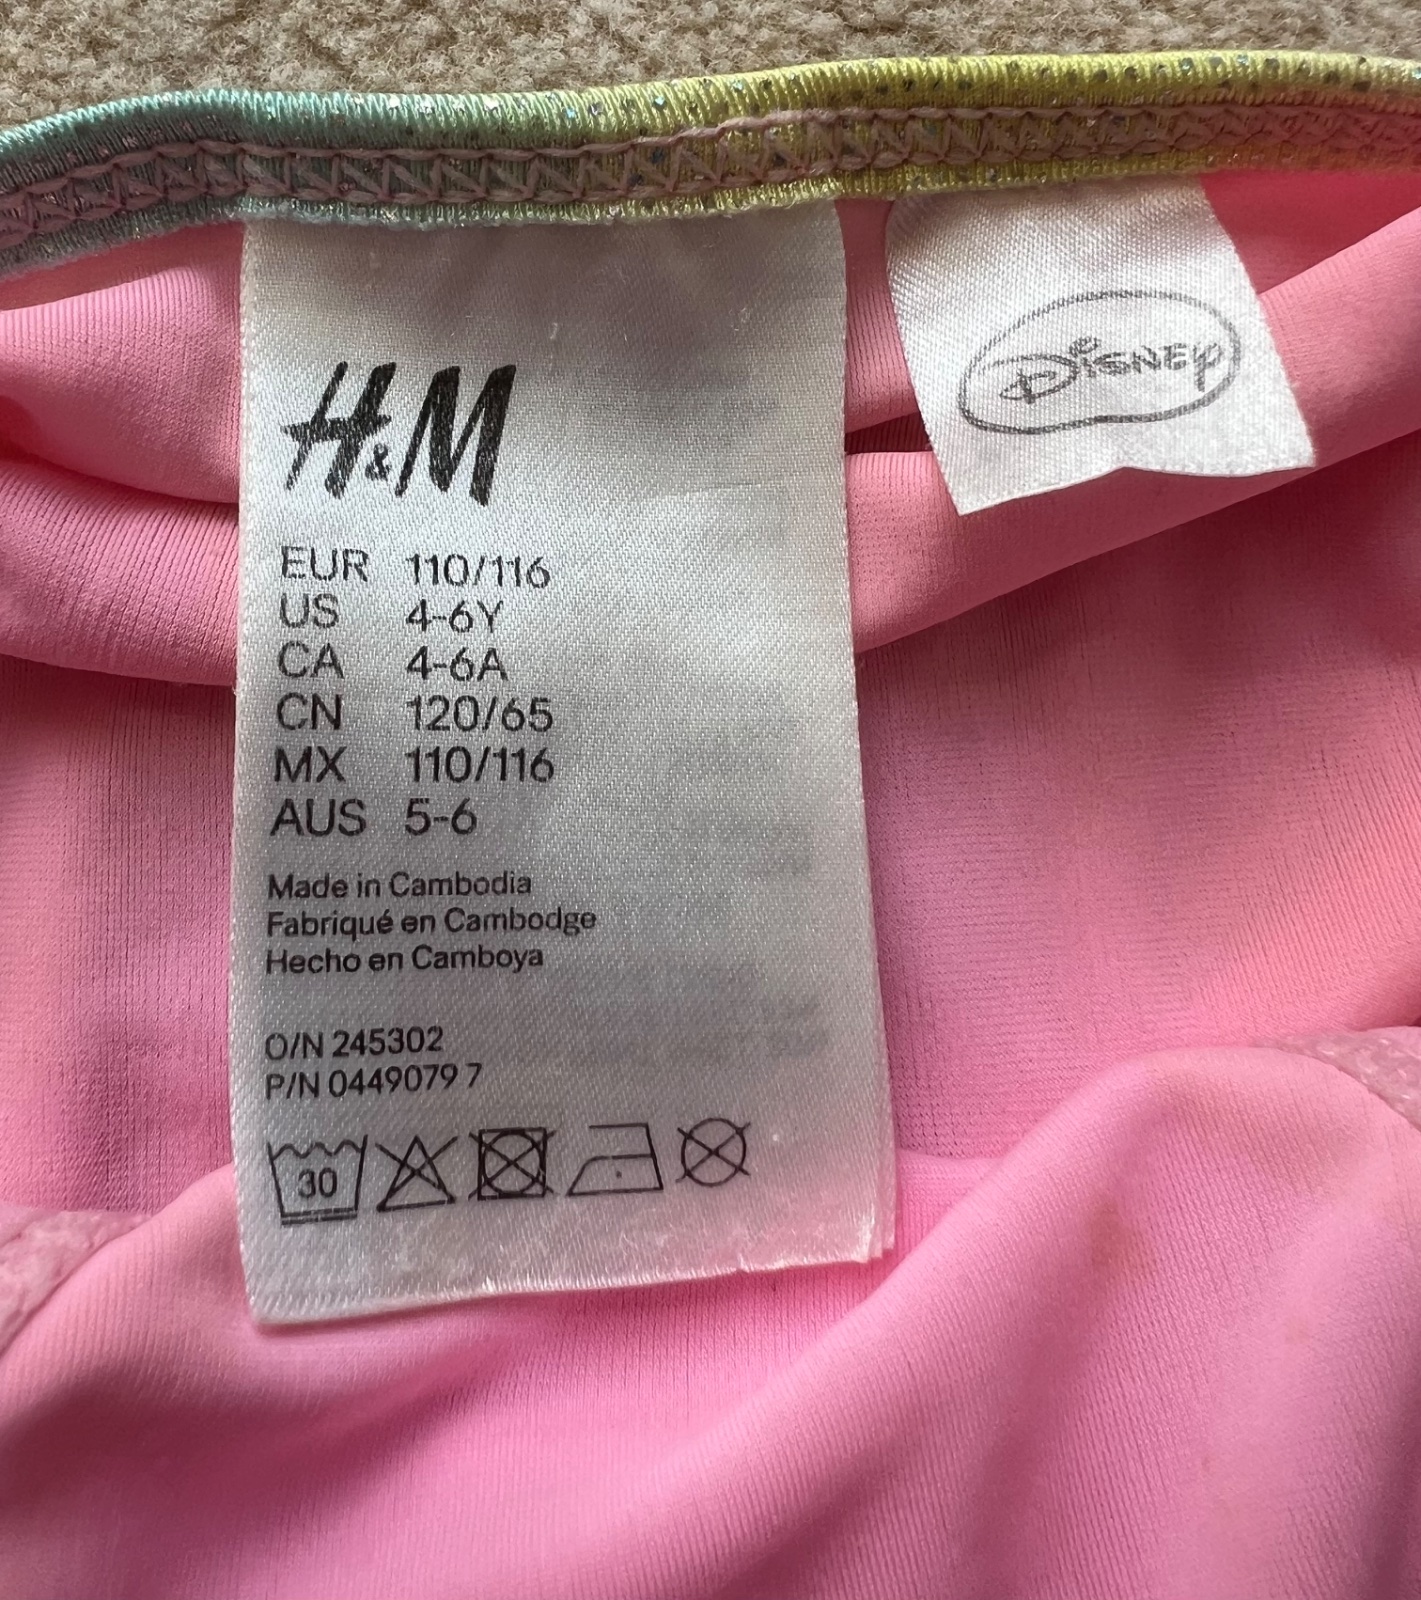 H&M
EUR 110/116
US 4-6Y
CA 4-6A
CN 120/65
MX 110/116
AUS 5-6
Made in Cambodia
Fabriqué en Cambodge
Hecho en Camboya
O/N 245302
P/N 0449079 7
30
Disney